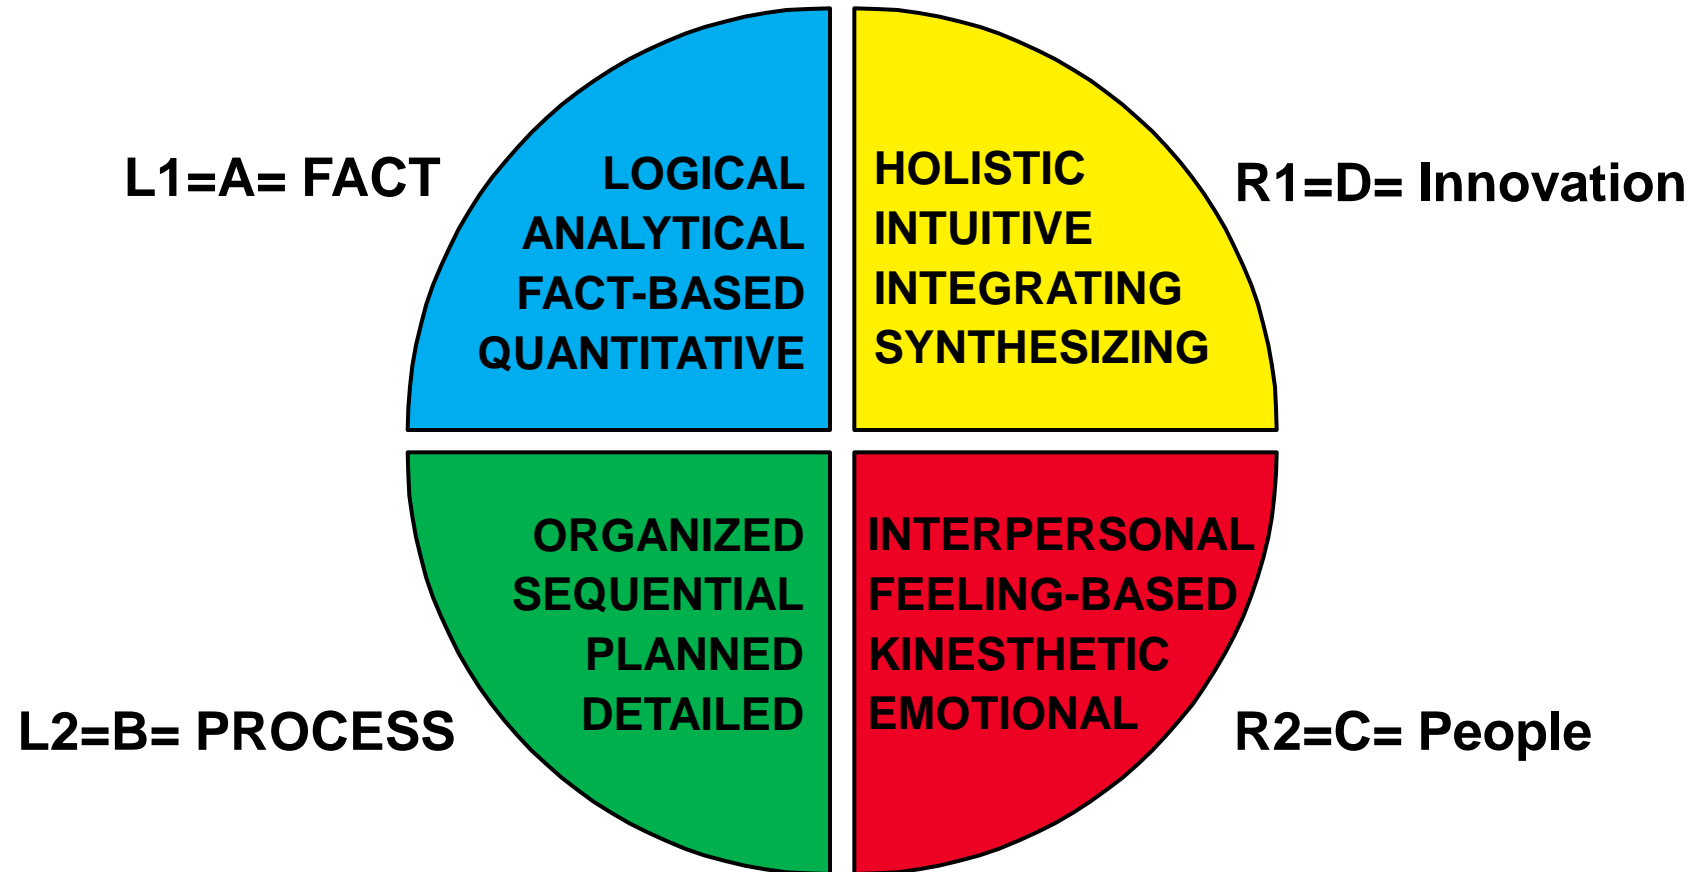 L1=A= FACT
LOGICAL
ANALYTICAL
FACT-BASED
QUANTITATIVE
HOLISTIC
INTUITIVE
INTEGRATING
SYNTHESIZING
R1=D= Innovation
L2=B= PROCESS
ORGANIZED
SEQUENTIAL
PLANNED
DETAILED
INTERPERSONAL
FEELING-BASED
KINESTHETIC
EMOTIONAL
R2=C= People